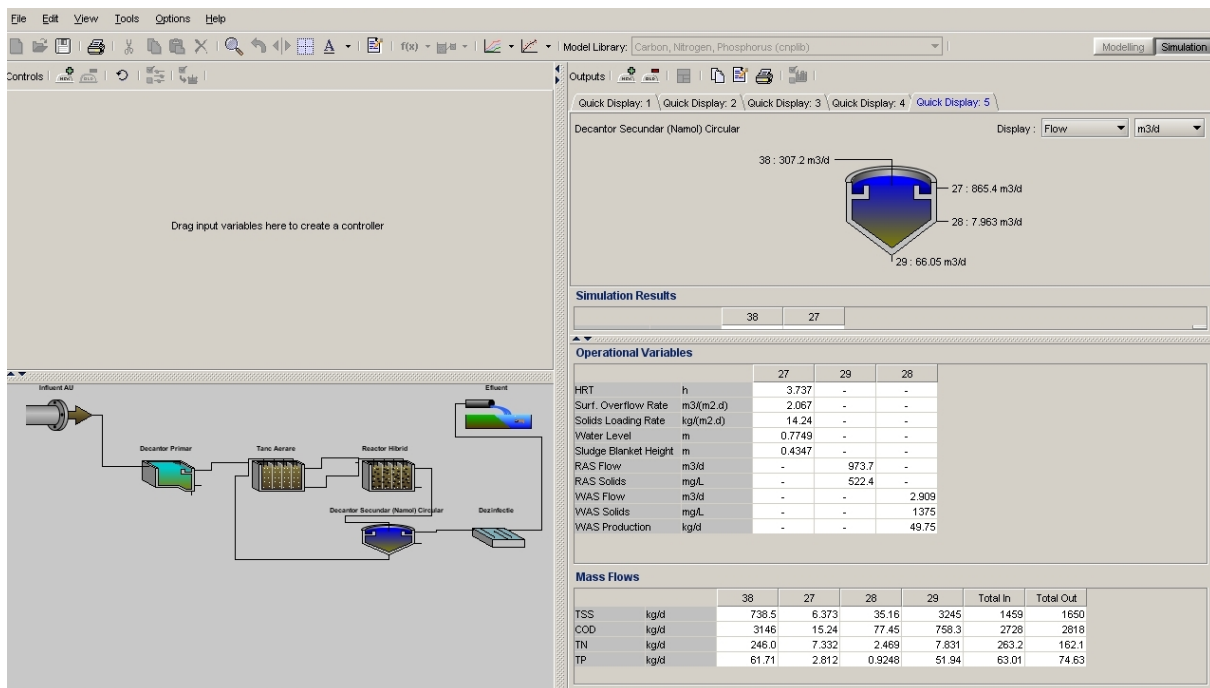 File Edit View Tools Options Help
A f(x) Model Library: Carbon, Nitrogen, Phosphorus (cnplib) Modelling Simulation
Controls
Outputs
Quick Display: 1 Quick Display: 2 Quick Display: 3 Quick Display: 4 Quick Display: 5
Decantor Secundar (Namol) Circular Display : Flow m3/d
38 : 307.2 m3/d
27 : 865.4 m3/d
28 : 7.963 m3/d
29 : 66.05 m3/d
Drag input variables here to create a controller
Simulation Results
38 27
Operational Variables
27 29 28
HRT h 3.737 - -
Surf. Overflow Rate m3/(m2.d) 2.067 - -
Solids Loading Rate kg/(m2.d) 14.24 - -
Water Level m 0.7749 - -
Sludge Blanket Height m 0.4347 - -
RAS Flow m3/d - 973.7 -
RAS Solids mg/L - 522.4 -
WAS Flow m3/d - - 2.909
WAS Solids mg/L - - 1375
WAS Production kg/d - - 49.75
Mass Flows
38 27 28 29 Total In Total Out
TSS kg/d 738.5 6.373 35.16 3245 1459 1650
COD kg/d 3146 15.24 77.45 758.3 2728 2818
TN kg/d 246.0 7.332 2.469 7.831 263.2 162.1
TP kg/d 61.71 2.812 0.9248 51.94 63.01 74.63
Influent AU
Efluent
Decantor Primar
Tanc Aerare
Reactor Hibrid
Decantor Secundar (Namol) Circular
Dezinfectie